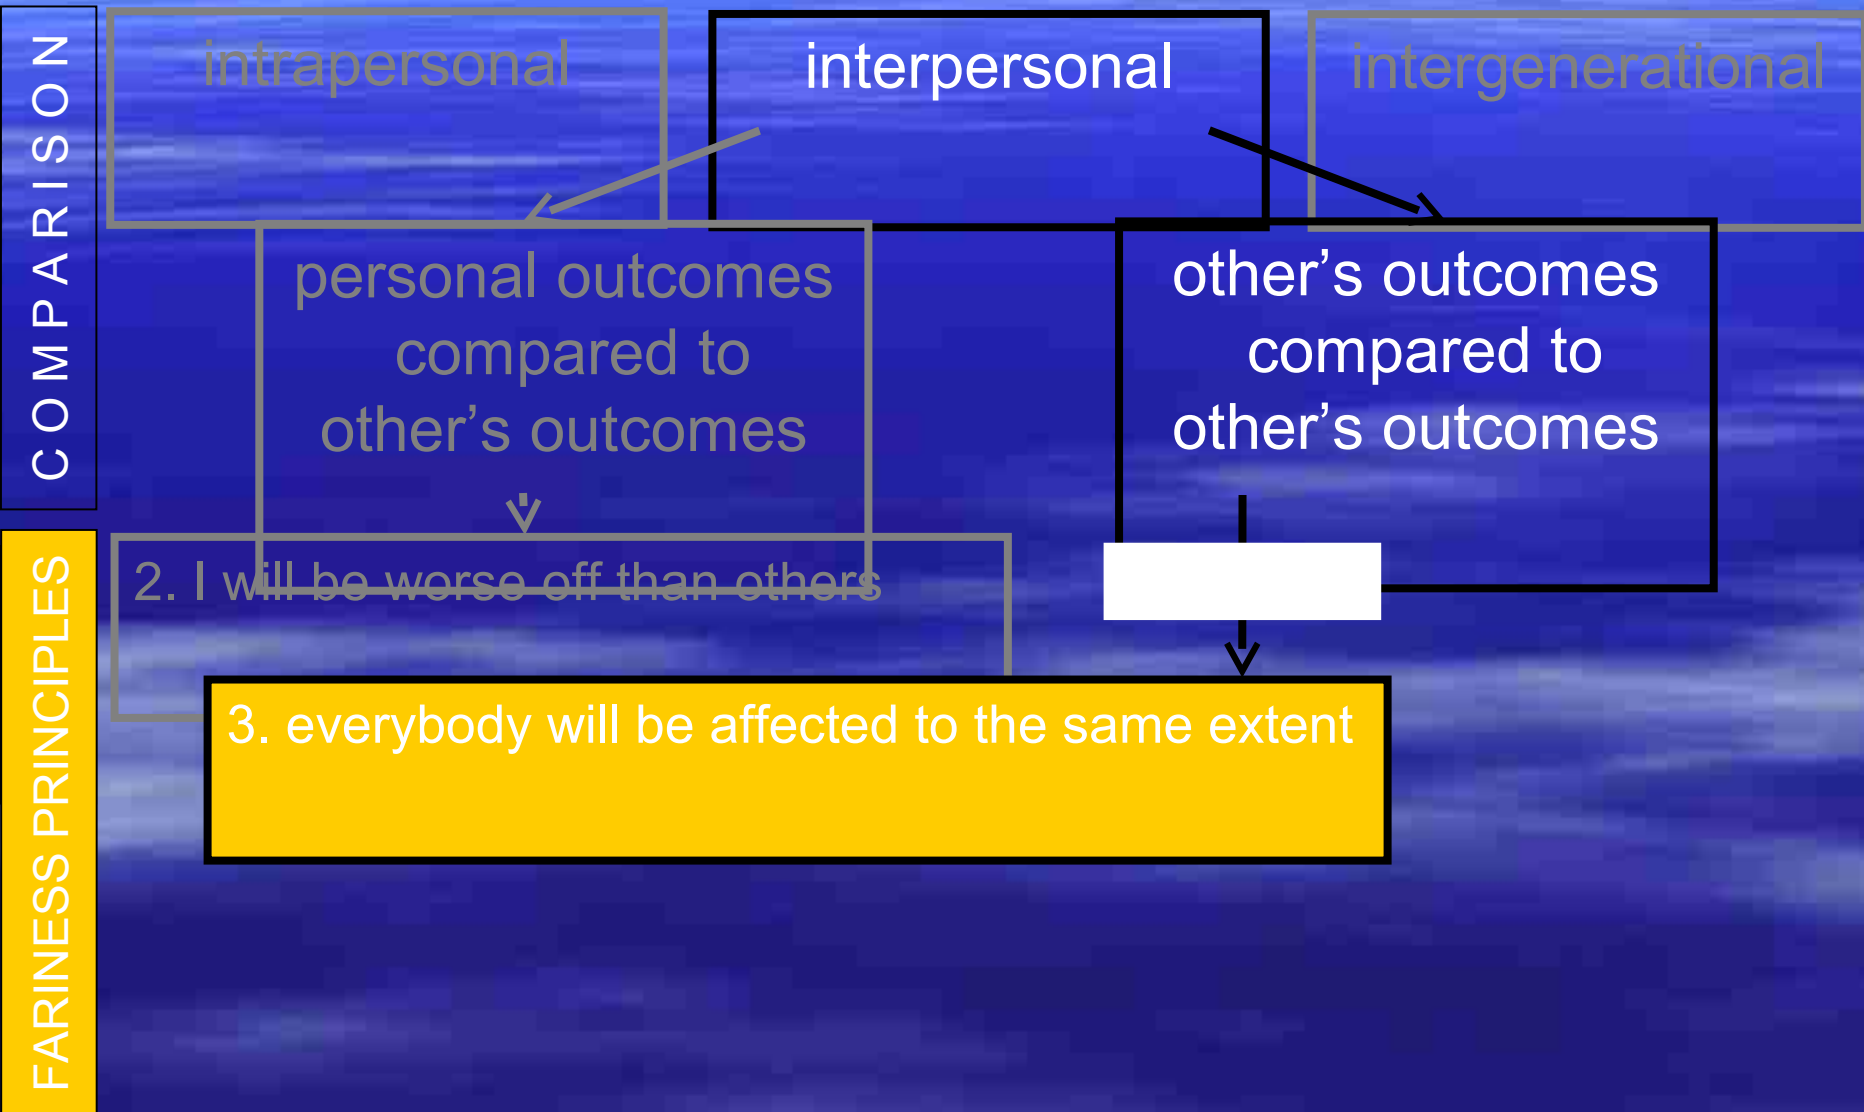 C O M P A R I S O N
intrapersonal
interpersonal
intergenerational
personal outcomes
compared to
other’s outcomes
other’s outcomes
compared to
other’s outcomes
FARINESS PRINCIPLES
2. I will be worse off than others
3. everybody will be affected to the same extent